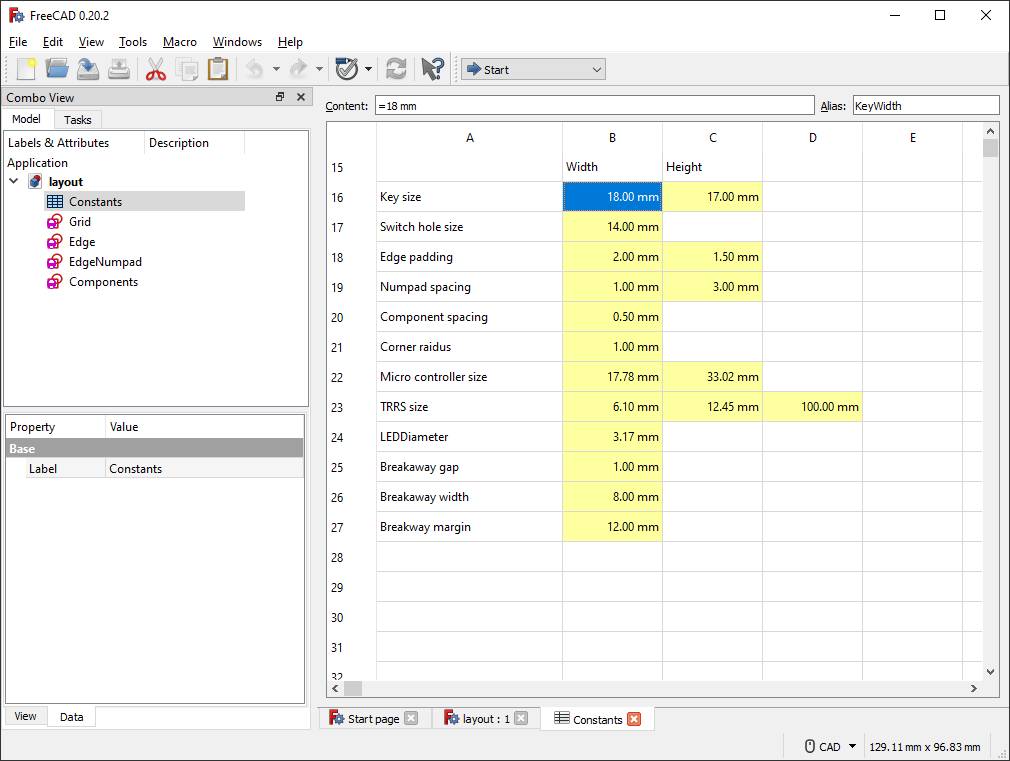 FreeCAD 0.20.2
File Edit View Tools Macro Windows Help
Start
Combo View
Model Tasks
Labels & Attributes Description
Application
layout
Constants
Grid
Edge
EdgeNumpad
Components
Property Value
Base
Label Constants
View Data
Content: =18 mm Alias: KeyWidth
A B C D E
15 Width Height
16 Key size 18.00 mm 17.00 mm
17 Switch hole size 14.00 mm
18 Edge padding 2.00 mm 1.50 mm
19 Numpad spacing 1.00 mm 3.00 mm
20 Component spacing 0.50 mm
21 Corner raidus 1.00 mm
22 Micro controller size 17.78 mm 33.02 mm
23 TRRS size 6.10 mm 12.45 mm 100.00 mm
24 LEDDiameter 3.17 mm
25 Breakaway gap 1.00 mm
26 Breakaway width 8.00 mm
27 Breakway margin 12.00 mm
28
29
30
31
32
Start page layout : 1 Constants
CAD 129.11 mm x 96.83 mm